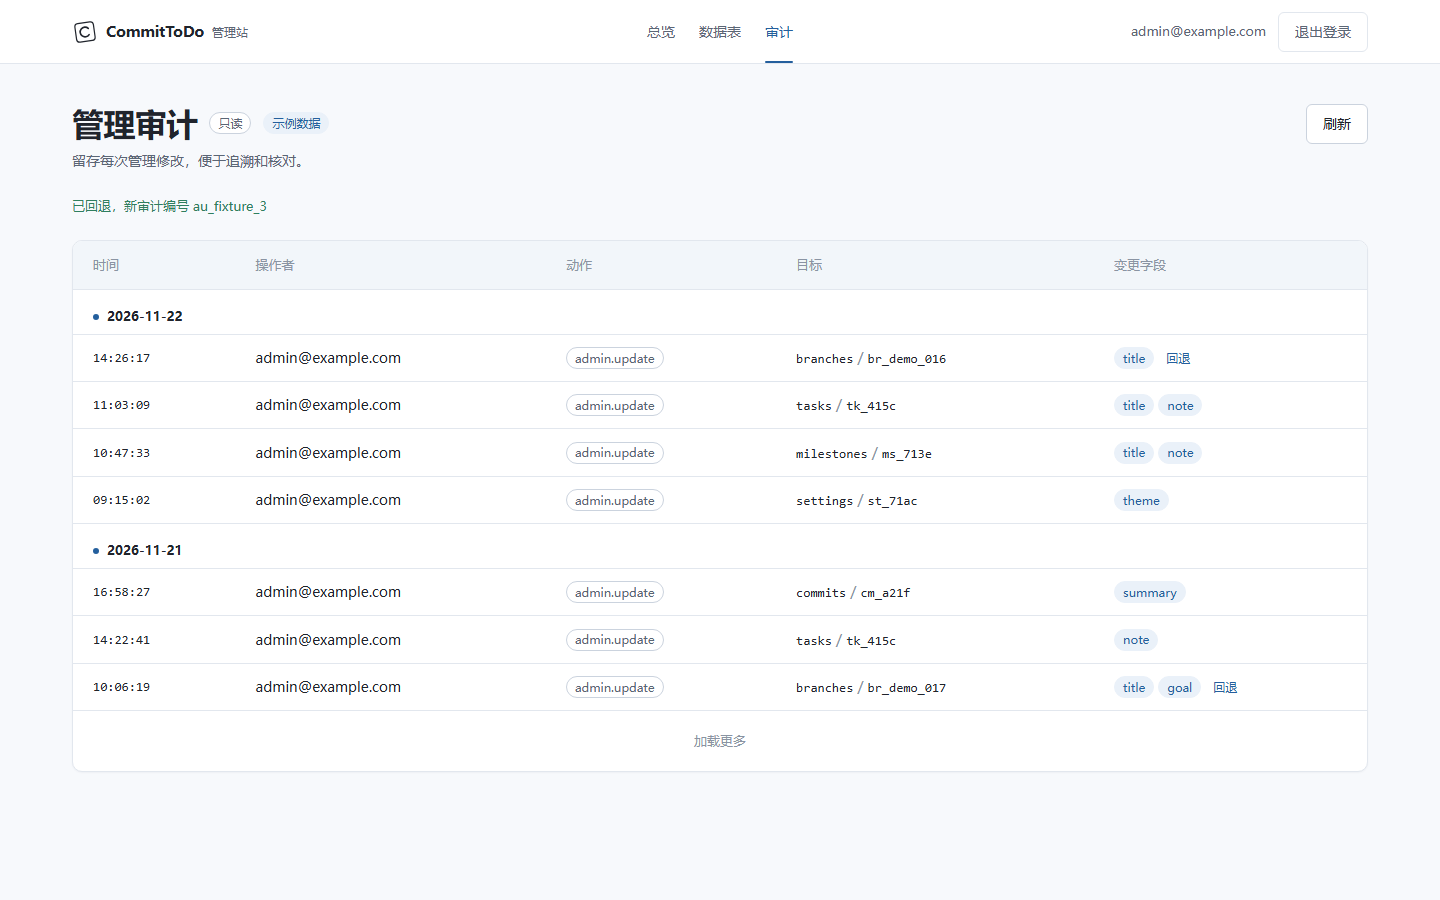 CommitToDo 管理站 总览 数据表 审计 admin@example.com 退出登录
管理审计 只读 示例数据 刷新
留存每次管理修改，便于追溯和核对。
已回退，新审计编号 au_fixture_3
时间 操作者 动作 目标 变更字段
2026-11-22
14:26:17 admin@example.com admin.update branches / br_demo_016 title 回退
11:03:09 admin@example.com admin.update tasks / tk_415c title note
10:47:33 admin@example.com admin.update milestones / ms_713e title note
09:15:02 admin@example.com admin.update settings / st_71ac theme
2026-11-21
16:58:27 admin@example.com admin.update commits / cm_a21f summary
14:22:41 admin@example.com admin.update tasks / tk_415c note
10:06:19 admin@example.com admin.update branches / br_demo_017 title goal 回退
加载更多